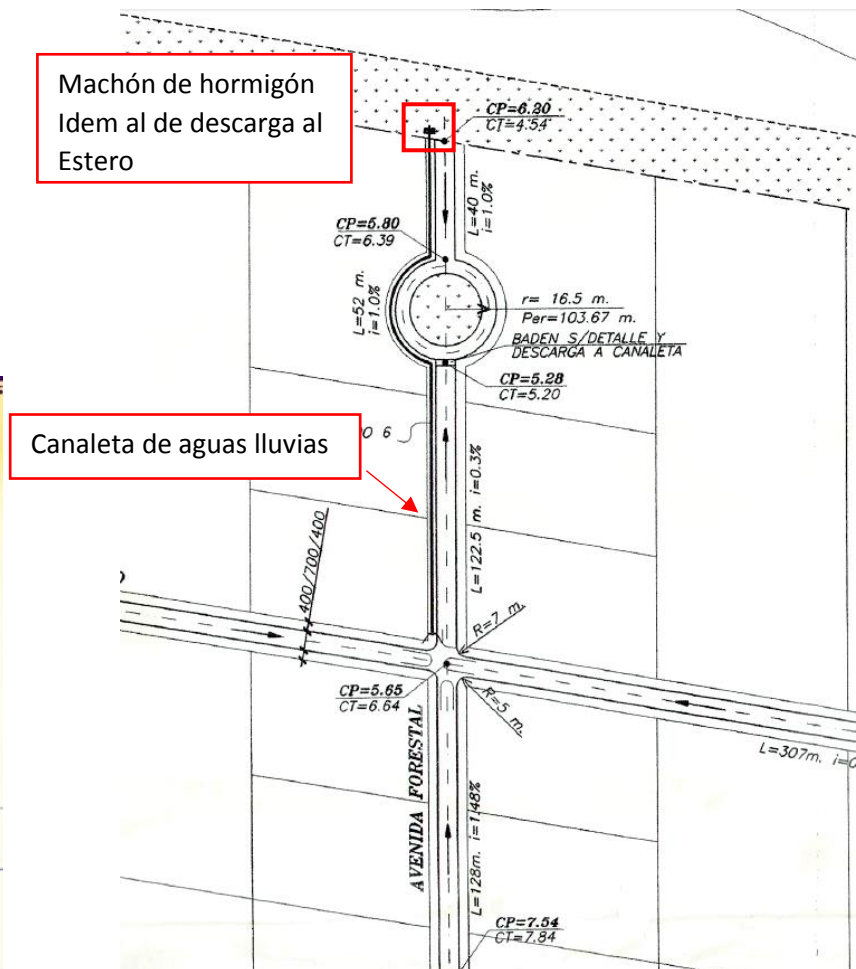 Machón de hormigón
Idem al de descarga al
Estero
CP=6.20
CT=4.54
L=40 m.
i=1.0%
CP=5.80
CT=6.39
L=52 m.
i=1.0%
r= 16.5 m.
Per=103.67 m.
BADEN S/DETALLE Y
DESCARGA A CANALETA
CP=5.28
CT=5.20
Canaleta de aguas lluvias
O 6
L=122.5 m. i=0.3%
400/700/400
R=7 m.
CP=5.65
CT=6.64
R=5 m.
L=307m. i=0
AVENIDA FORESTAL
L=128m. i=1.48%
CP=7.54
CT=7.84